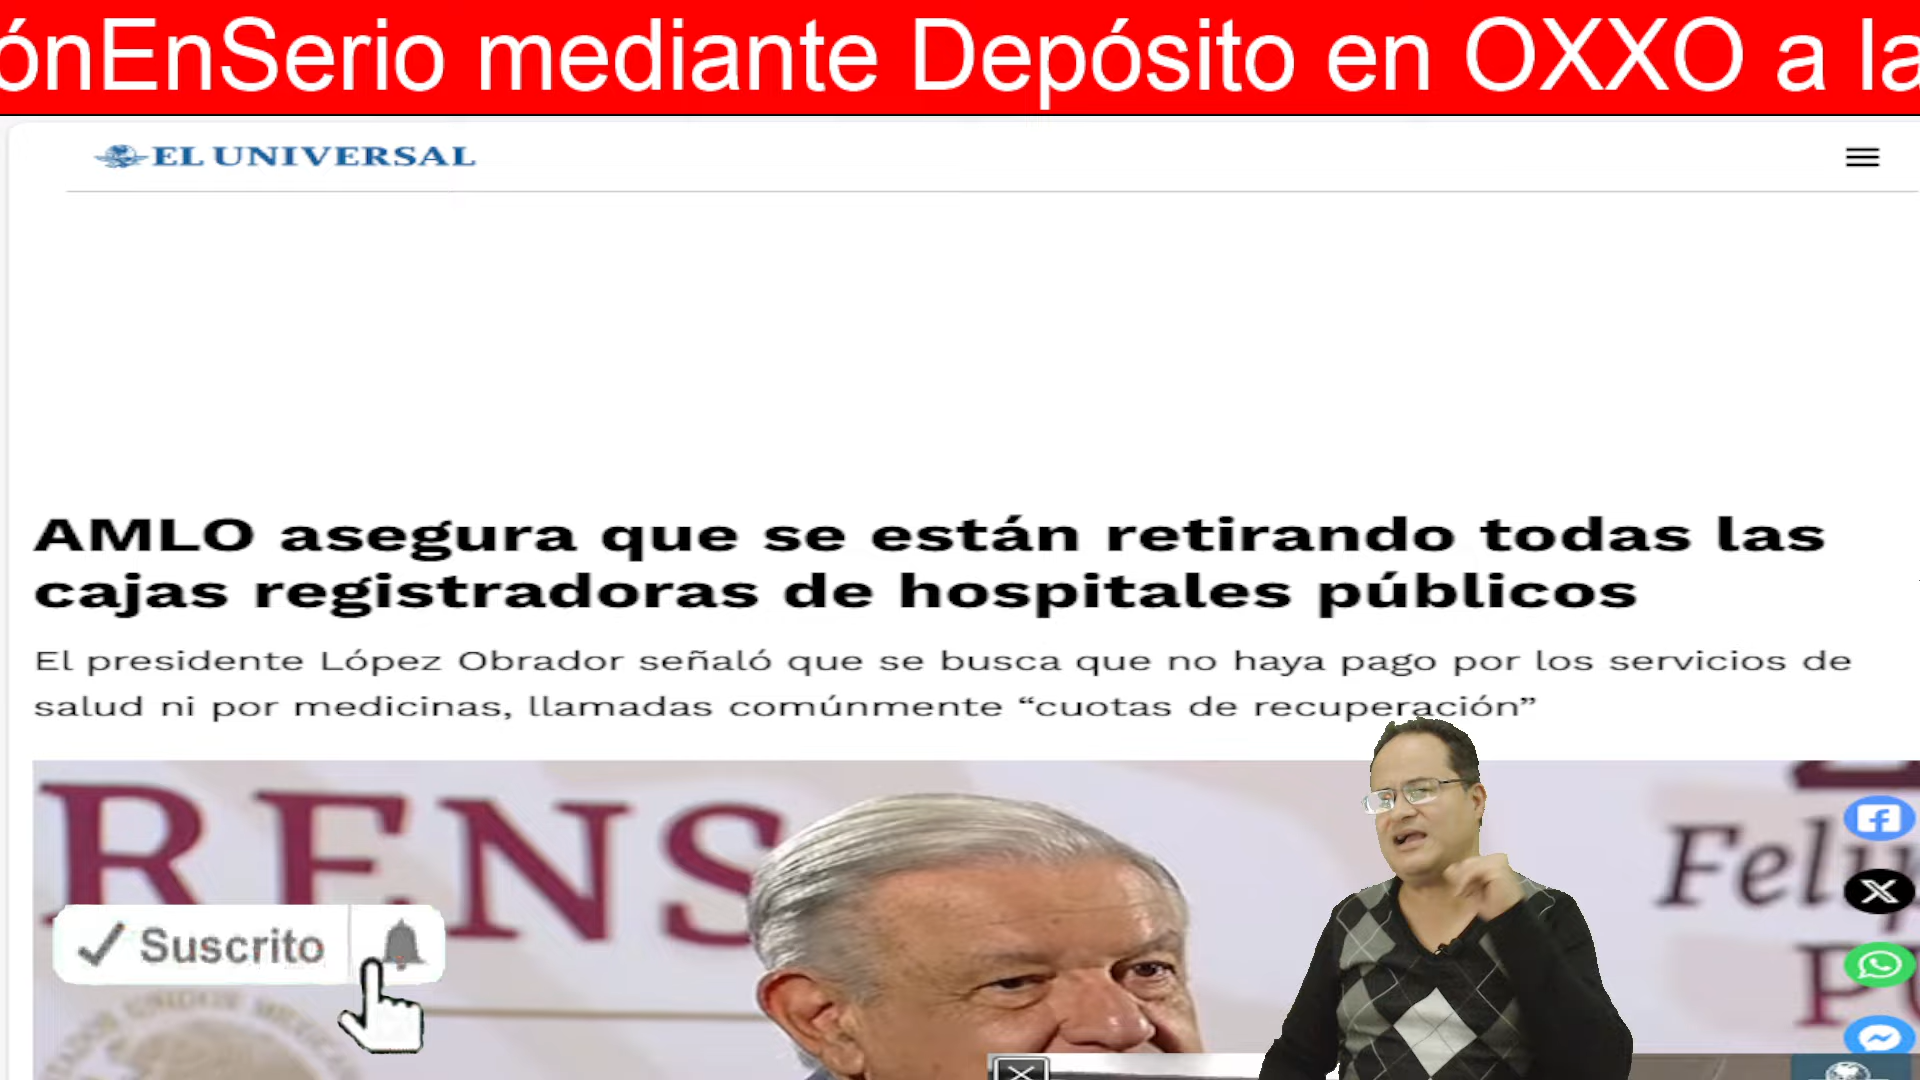 ónEnSerio mediante Depósito en OXXO a la
EL UNIVERSAL
AMLO asegura que se están retirando todas las
cajas registradoras de hospitales públicos
El presidente López Obrador señaló que se busca que no haya pago por los servicios de
salud ni por medicinas, llamadas comúnmente “cuotas de recuperación”
RENS
Feli
Suscrito